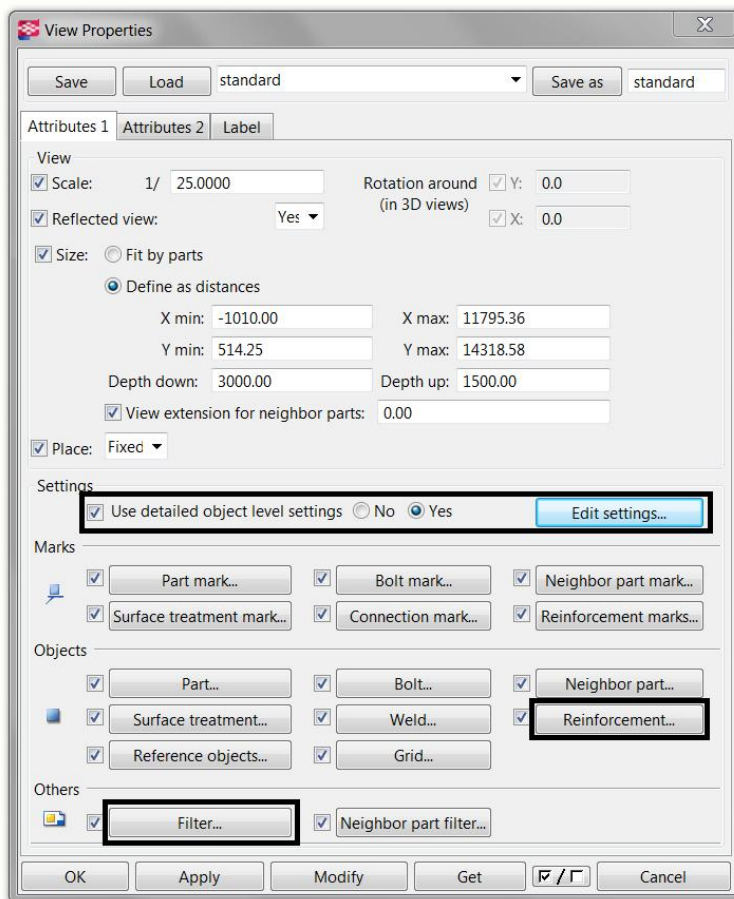 View Properties
X
Save Load standard Save as standard
Attributes 1 Attributes 2 Label
View
Scale: 1/ 25.0000 Rotation around Y: 0.0
(in 3D views)
Reflected view: Yes X: 0.0
Size: Fit by parts
Define as distances
X min: -1010.00 X max: 11795.36
Y min: 514.25 Y max: 14318.58
Depth down: 3000.00 Depth up: 1500.00
View extension for neighbor parts: 0.00
Place: Fixed
Settings
Use detailed object level settings No Yes Edit settings...
Marks
Part mark... Bolt mark... Neighbor part mark...
Surface treatment mark... Connection mark... Reinforcement marks...
Objects
Part... Bolt... Neighbor part...
Surface treatment... Weld... Reinforcement...
Reference objects... Grid...
Others
Filter... Neighbor part filter...
OK Apply Modify Get / Cancel